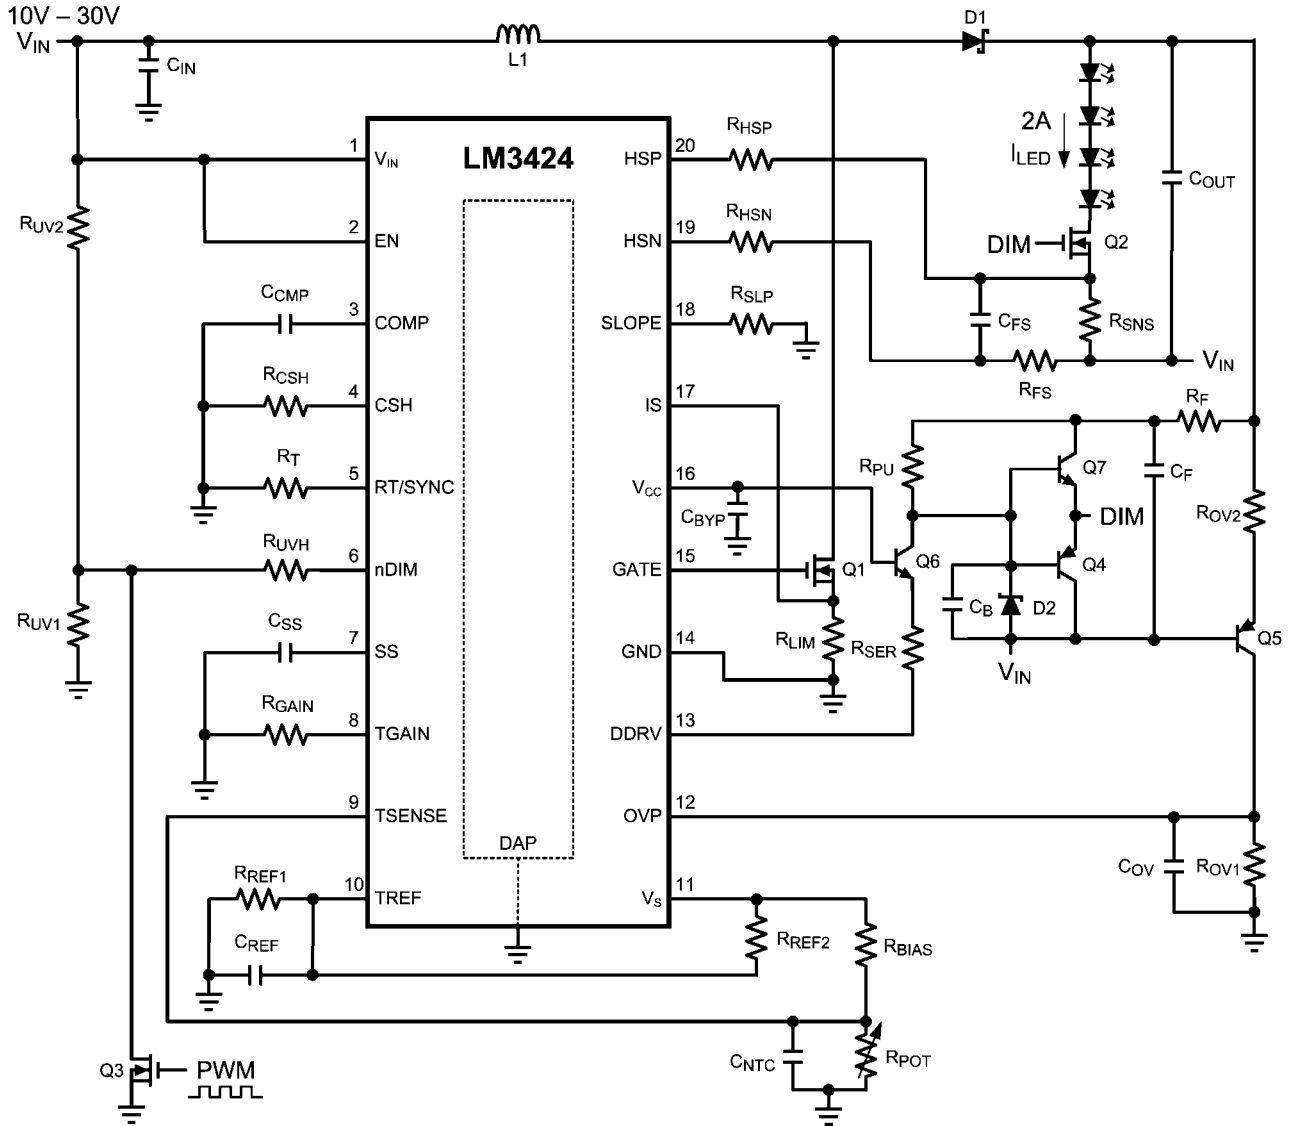 10V – 30V
VIN
CIN
L1
D1
2A
ILED
COUT
DIM
Q2
RUV2
1
VIN
LM3424
HSP
20
RHSP
2
EN
HSN
19
RHSN
CCMP
3
COMP
SLOPE
18
RSLP
CFS
RSNS
RFS
VIN
RCSH
4
CSH
IS
17
RF
RT
5
RT/SYNC
VCC
16
CBYP
RPU
Q7
CF
DIM
ROV2
RUVH
6
nDIM
GATE
15
Q1
Q6
Q4
CB
D2
RUV1
CSS
7
SS
GND
14
RLIM
RSER
VIN
Q5
RGAIN
8
TGAIN
DDRV
13
9
TSENSE
OVP
12
DAP
COV
ROV1
RREF1
10
TREF
VS
11
CREF
RREF2
RBIAS
CNTC
RPOT
Q3
PWM